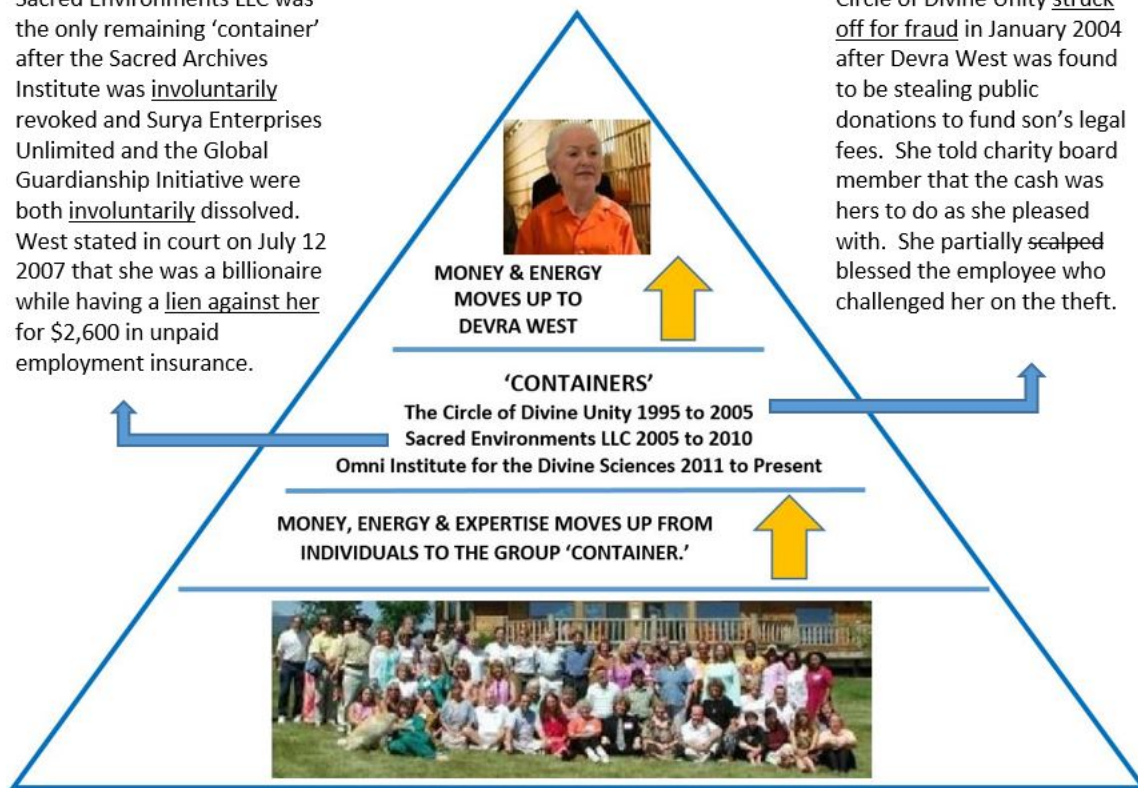 Sacred Environments LLC was
the only remaining ‘container’
after the Sacred Archives
Institute was involuntarily
revoked and Surya Enterprises
Unlimited and the Global
Guardianship Initiative were
both involuntarily dissolved.
West stated in court on July 12
2007 that she was a billionaire
while having a lien against her
for $2,600 in unpaid
employment insurance.
Circle of Divine Unity struck
off for fraud in January 2004
after Devra West was found
to be stealing public
donations to fund son’s legal
fees. She told charity board
member that the cash was
hers to do as she pleased
with. She partially scalped
blessed the employee who
challenged her on the theft.
MONEY & ENERGY
MOVES UP TO
DEVRA WEST
‘CONTAINERS’
The Circle of Divine Unity 1995 to 2005
Sacred Environments LLC 2005 to 2010
Omni Institute for the Divine Sciences 2011 to Present
MONEY, ENERGY & EXPERTISE MOVES UP FROM
INDIVIDUALS TO THE GROUP ‘CONTAINER.’